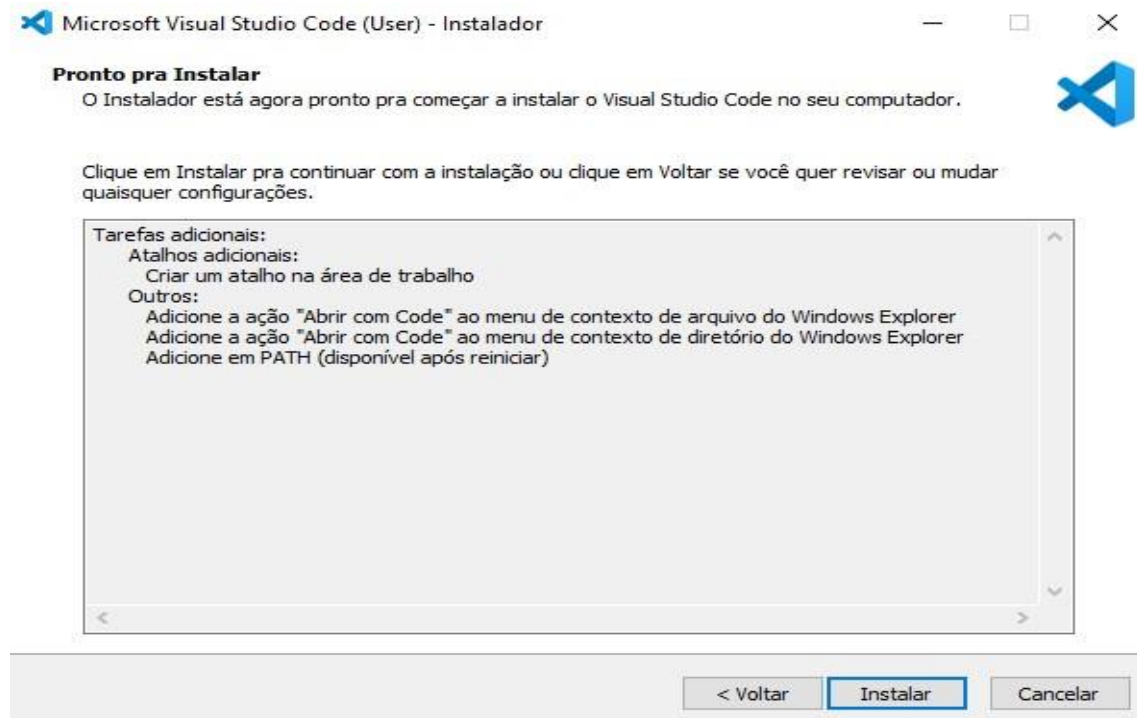 Microsoft Visual Studio Code (User) - Instalador
Pronto pra Instalar
O Instalador está agora pronto pra começar a instalar o Visual Studio Code no seu computador.
Clique em Instalar pra continuar com a instalação ou clique em Voltar se você quer revisar ou mudar
quaisquer configurações.
Tarefas adicionais:
Atalhos adicionais:
Criar um atalho na área de trabalho
Outros:
Adicione a ação "Abrir com Code" ao menu de contexto de arquivo do Windows Explorer
Adicione a ação "Abrir com Code" ao menu de contexto de diretório do Windows Explorer
Adicione em PATH (disponível após reiniciar)
< Voltar
Instalar
Cancelar